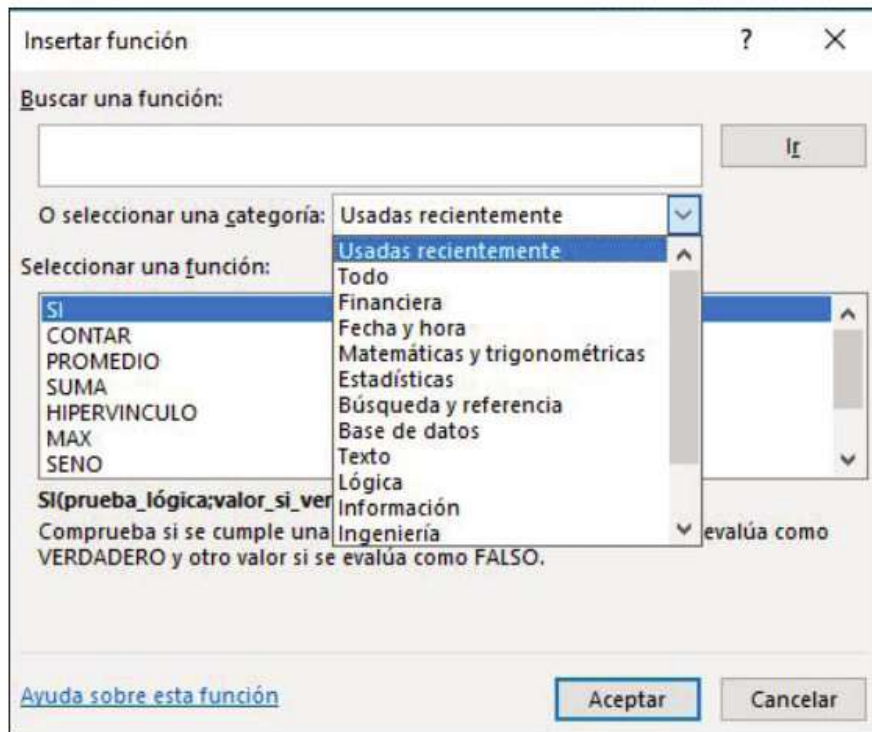 Insertar función
Buscar una función:
Ir
O seleccionar una categoría: Usadas recientemente
Usadas recientemente
Todo
Financiera
Fecha y hora
Matemáticas y trigonométricas
Estadísticas
Búsqueda y referencia
Base de datos
Texto
Lógica
Información
Ingeniería
Seleccionar una función:
SI
CONTAR
PROMEDIO
SUMA
HIPERVINCULO
MAX
SENO
SI(prueba_lógica;valor_si_ver
Comprueba si se cumple una evalúa como
VERDADERO y otro valor si se evalúa como FALSO.
Ayuda sobre esta función
Aceptar
Cancelar